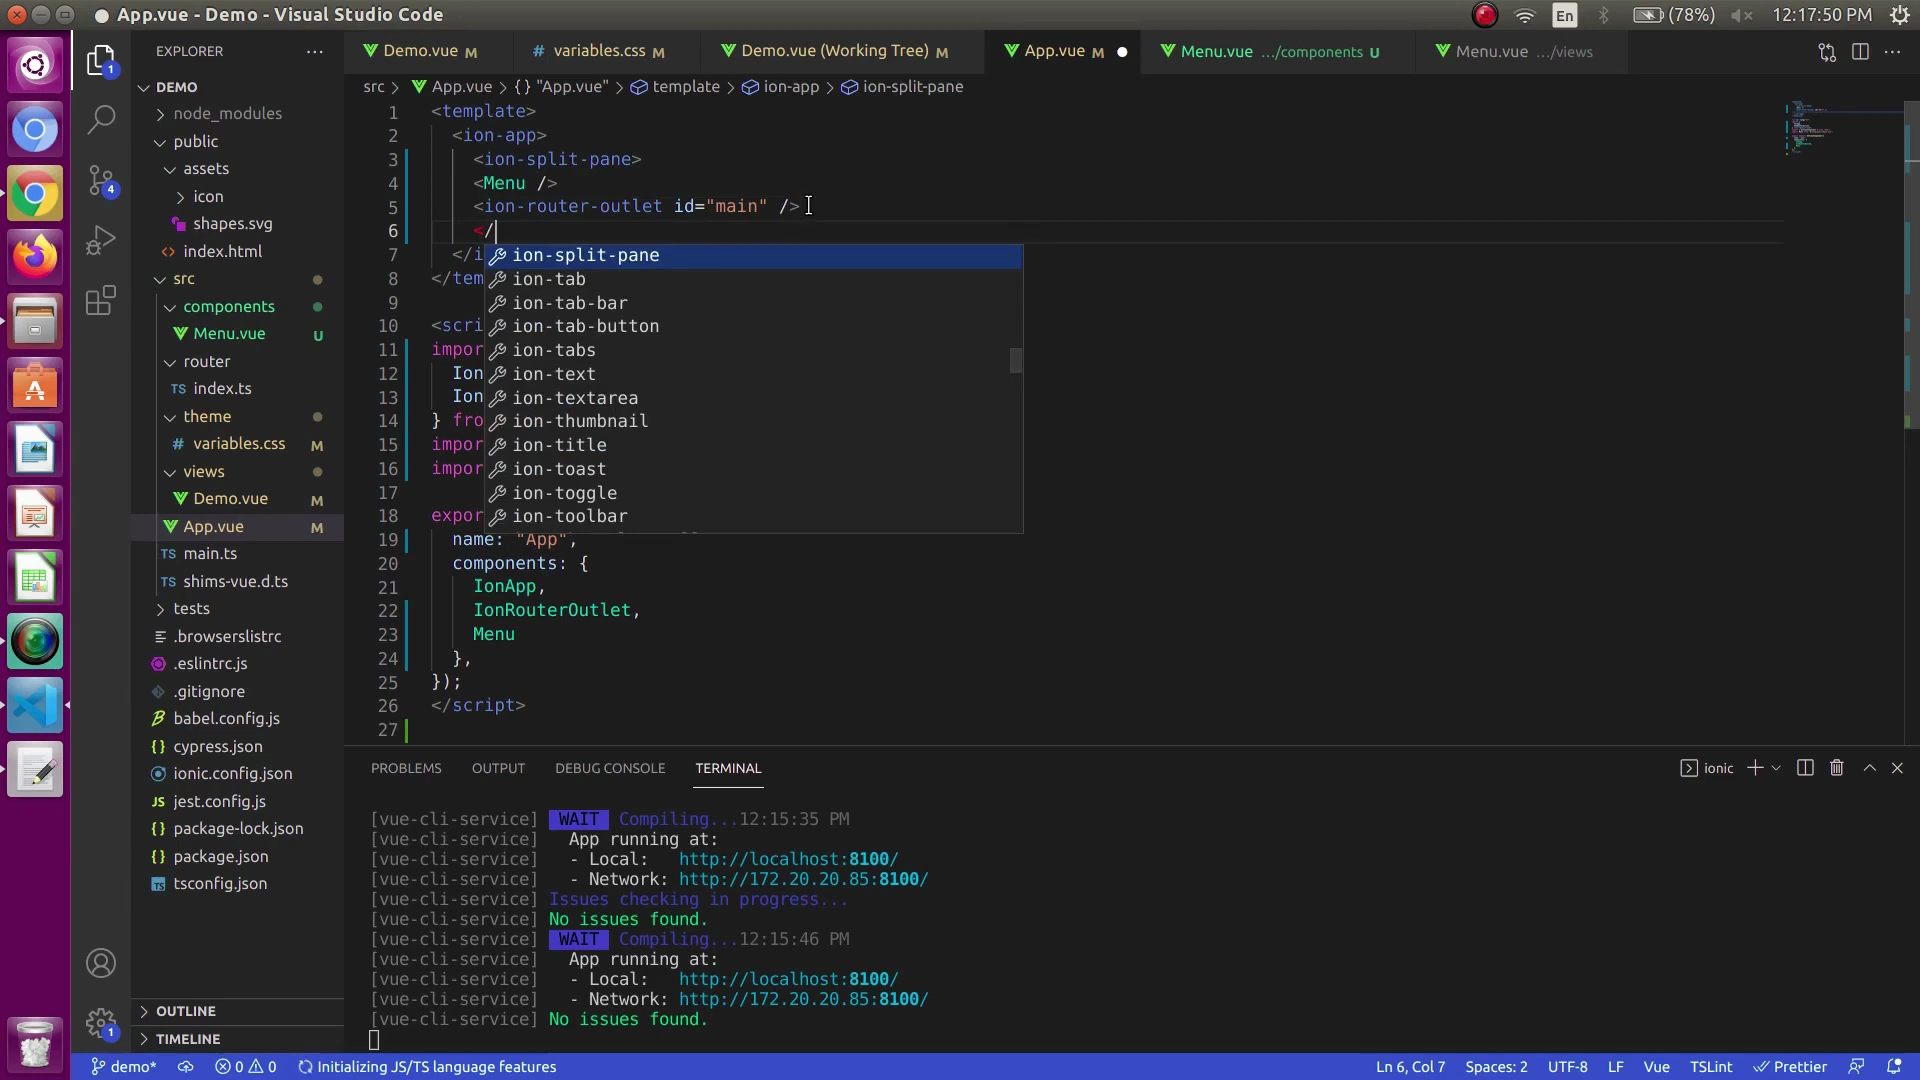 App.vue - Demo - Visual Studio Code
En
(78%)
12:17:50 PM
EXPLORER
Demo.vue M
variables.css M
Demo.vue (Working Tree) M
App.vue M
Menu.vue .../components U
Menu.vue .../views
src > App.vue > {} "App.vue" > template > ion-app > ion-split-pane
DEMO
node_modules
public
assets
icon
shapes.svg
index.html
src
components
Menu.vue U
router
TS index.ts
theme
# variables.css M
views
Demo.vue M
App.vue M
TS main.ts
TS shims-vue.d.ts
tests
.browserslistrc
.eslintrc.js
.gitignore
babel.config.js
{} cypress.json
ionic.config.json
JS jest.config.js
{} package-lock.json
{} package.json
tsconfig.json
OUTLINE
TIMELINE
1 <template>
2 <ion-app>
3 <ion-split-pane>
4 <Menu />
5 <ion-router-outlet id="main" />
6 </
7 </i
8 </tem
9
10 <scri
11 impor
12 Ion
13 Ion
14 } fro
15 impor
16 impor
17
18 expor
19 name: "App",
20 components: {
21 IonApp,
22 IonRouterOutlet,
23 Menu
24 },
25 });
26 </script>
27
ion-split-pane
ion-tab
ion-tab-bar
ion-tab-button
ion-tabs
ion-text
ion-textarea
ion-thumbnail
ion-title
ion-toast
ion-toggle
ion-toolbar
PROBLEMS OUTPUT DEBUG CONSOLE TERMINAL
ionic
[vue-cli-service] WAIT Compiling...12:15:35 PM
[vue-cli-service] App running at:
[vue-cli-service] - Local: http://localhost:8100/
[vue-cli-service] - Network: http://172.20.20.85:8100/
[vue-cli-service] Issues checking in progress...
[vue-cli-service] No issues found.
[vue-cli-service] WAIT Compiling...12:15:46 PM
[vue-cli-service] App running at:
[vue-cli-service] - Local: http://localhost:8100/
[vue-cli-service] - Network: http://172.20.20.85:8100/
[vue-cli-service] No issues found.
1
4
1
demo*
0 0
Initializing JS/TS language features
Ln 6, Col 7
Spaces: 2
UTF-8
LF
Vue
TSLint
Prettier